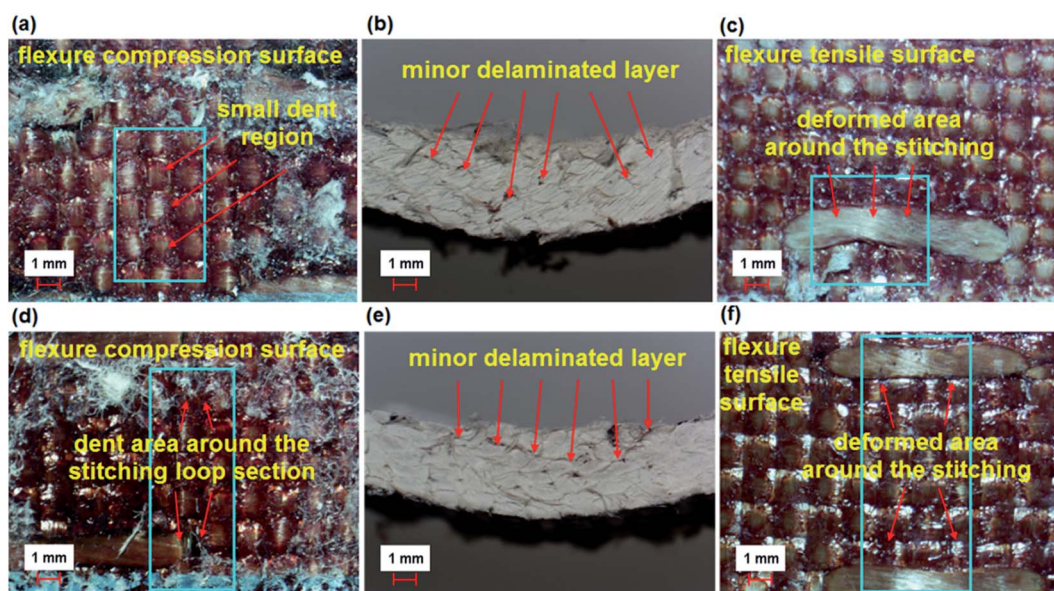 (a)
flexure compression surface
small dent
region
1 mm
(b)
minor delaminated layer
1 mm
(c)
flexure tensile surface
deformed area
around the stitching
1 mm
(d)
flexure compression surface
dent area around the
stitching loop section
1 mm
(e)
minor delaminated layer
1 mm
(f)
flexure
tensile
surface
deformed area
around the stitching
1 mm